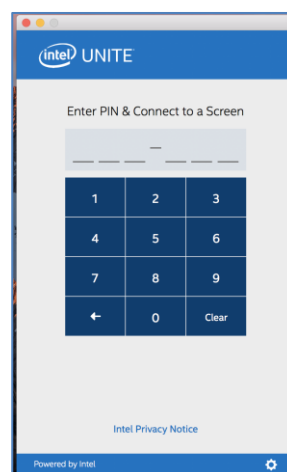 intel UNITE
Enter PIN & Connect to a Screen
_ _ _ – _ _ _
1 2 3
4 5 6
7 8 9
← 0 Clear
Intel Privacy Notice
Powered by Intel